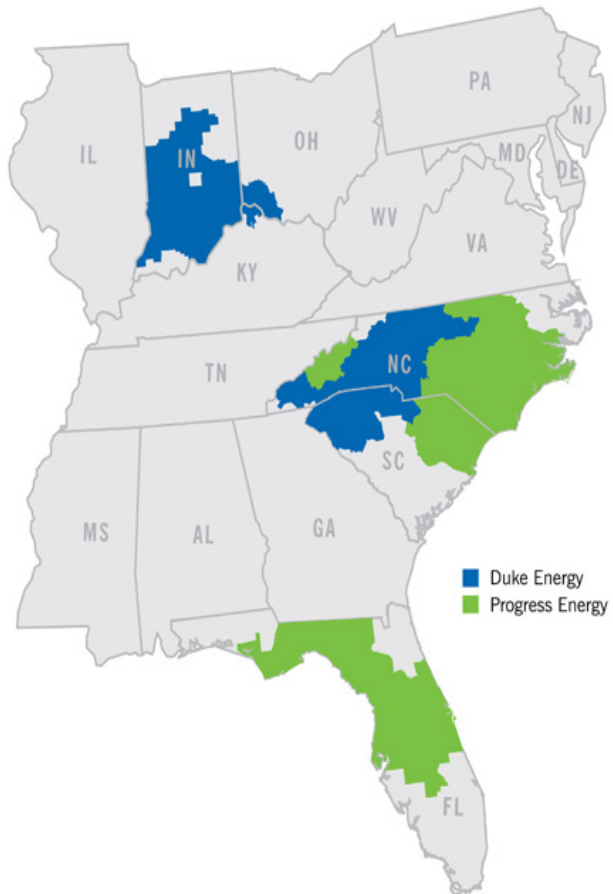 PA
NJ
OH
IL
IN
MD
DE
WV
VA
KY
NC
TN
SC
MS
AL
GA
Duke Energy
Progress Energy
FL